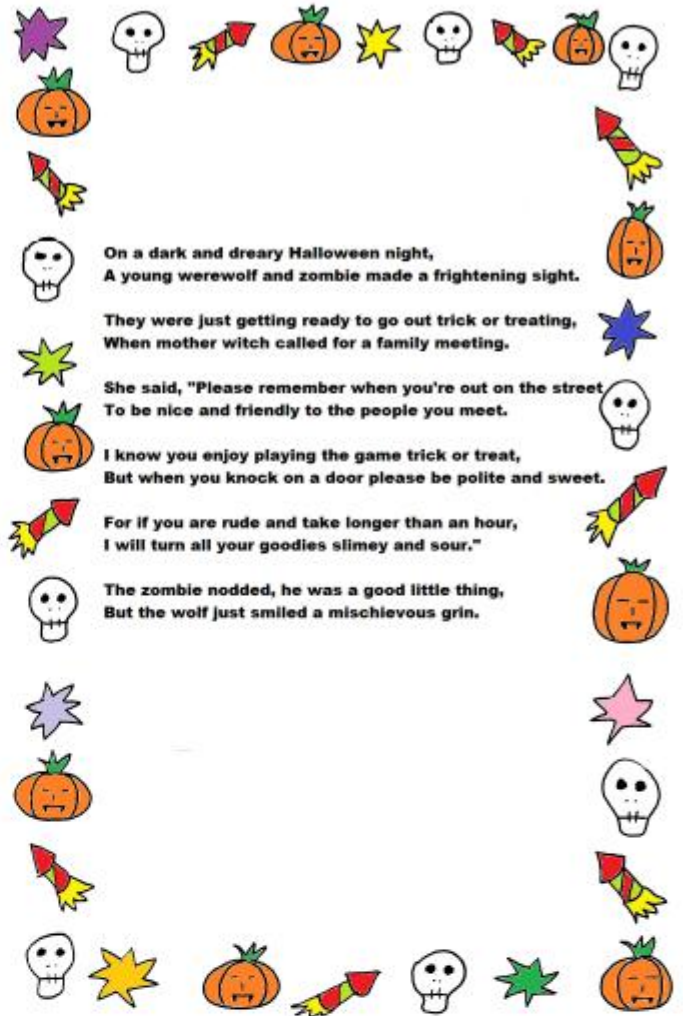 On a dark and dreary Halloween night,
A young werewolf and zombie made a frightening sight.
They were just getting ready to go out trick or treating,
When mother witch called for a family meeting.
She said, "Please remember when you're out on the street
To be nice and friendly to the people you meet.
I know you enjoy playing the game trick or treat,
But when you knock on a door please be polite and sweet.
For if you are rude and take longer than an hour,
I will turn all your goodies slimey and sour."
The zombie nodded, he was a good little thing,
But the wolf just smiled a mischievous grin.